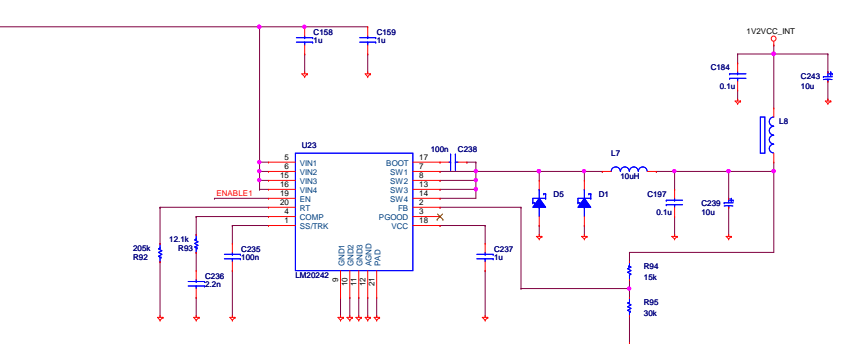 1V2VCC_INT
C158
1u
C159
1u
C184
0.1u
C243
10u
L8
U23
100n C238
L7
10uH
5 VIN1
6 VIN2
15 VIN3
16 VIN4
19 EN
20 RT
4 COMP
1 SS/TRK
BOOT 17
SW1 7
SW2 8
SW3 13
SW4 14
FB 2
PGOOD 3
VCC 18
ENABLE1
D5
D1
C197
0.1u
C239
10u
205k
R92
12.1k
R93
C235
100n
C236
2.2n
GND1 9
GND2 10
GND3 11
AGND 12
PAD 21
LM20242
C237
1u
R94
15k
R95
30k